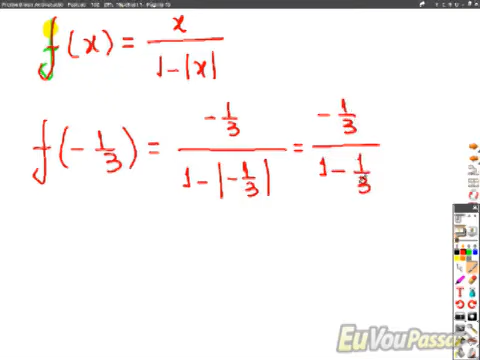 f(x) = x / 1-|x|
f(-1/3) = -1/3 / 1-|-1/3| = -1/3 / 1-1/3
EuVouPassar